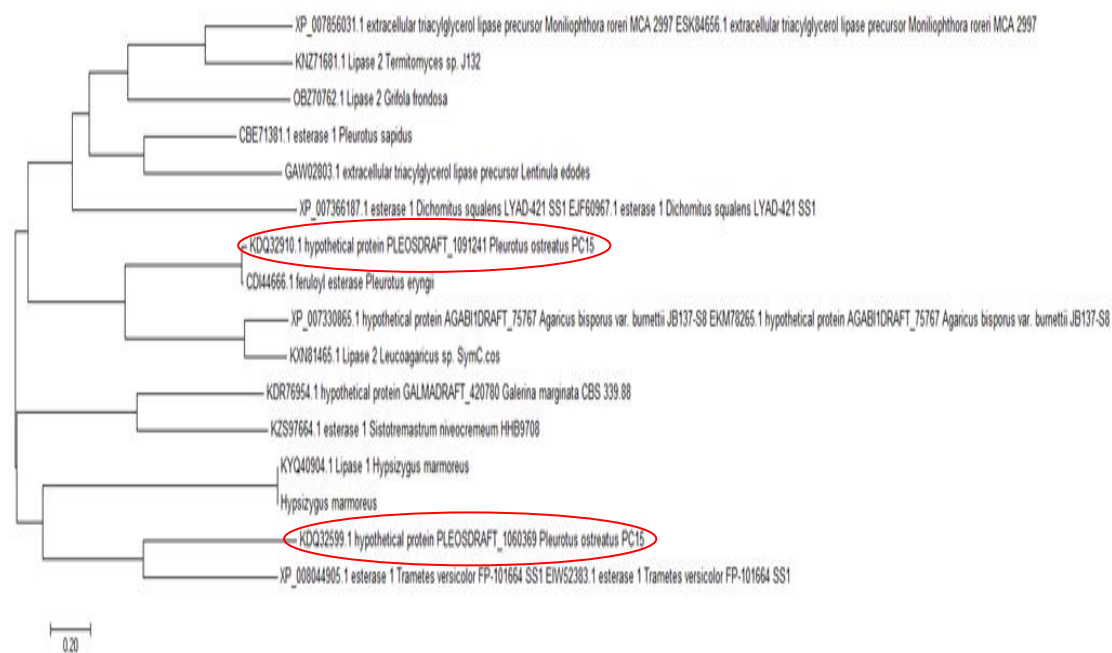 XP_007856031.1 extracellular triacylglycerol lipase precursor Moniliophthora roreri MCA 2997 ESK84656.1 extracellular triacylglycerol lipase precursor Moniliophthora roreri MCA 2997
KNZ71681.1 Lipase 2 Termitomyces sp. J132
OBZ70762.1 Lipase 2 Grifola frondosa
CBE71381.1 esterase 1 Pleurotus sapidus
GAW02803.1 extracellular triacylglycerol lipase precursor Lentinula edodes
XP_007366187.1 esterase 1 Dichomitus squalens LYAD-421 SS1 EJF60967.1 esterase 1 Dichomitus squalens LYAD-421 SS1
KDQ32910.1 hypothetical protein PLEOSDRAFT_1091241 Pleurotus ostreatus PC15
CDI44666.1 feruloyl esterase Pleurotus eryngii
XP_007330865.1 hypothetical protein AGABI1DRAFT_75767 Agaricus bisporus var. burnettii JB137-S8 EKM78265.1 hypothetical protein AGABI1DRAFT_75767 Agaricus bisporus var. burnettii JB137-S8
KXN81465.1 Lipase 2 Leucoagaricus sp. SymC.cos
KDR76954.1 hypothetical protein GALMADRAFT_420780 Galerina marginata CBS 339.88
KZS97664.1 esterase 1 Sistotremastrum niveocremeum HHB9708
KYQ40904.1 Lipase 1 Hypsizygus marmoreus
Hypsizygus marmoreus
KDQ32599.1 hypothetical protein PLEOSDRAFT_1060369 Pleurotus ostreatus PC15
XP_008044905.1 esterase 1 Trametes versicolor FP-101664 SS1 EIW52383.1 esterase 1 Trametes versicolor FP-101664 SS1
0.20